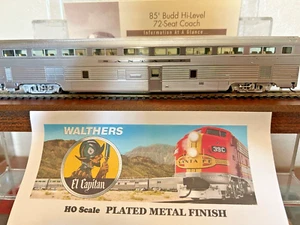 85' Budd Hi-Level
72-Seat Coach
Information at a Glance
WALTHERS
El Capitan
SANTA FE
HO Scale PLATED METAL FINISH